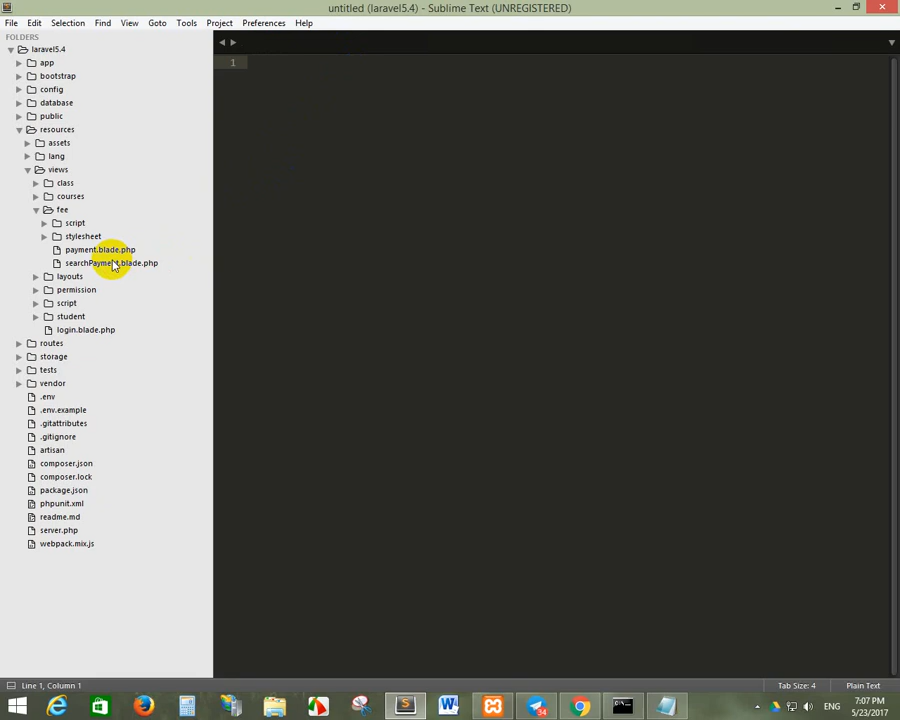 untitled (laravel5.4) - Sublime Text (UNREGISTERED)
File Edit Selection Find View Goto Tools Project Preferences Help
FOLDERS
laravel5.4
app
bootstrap
config
database
public
resources
assets
lang
views
class
courses
fee
script
stylesheet
payment.blade.php
searchPayment.blade.php
layouts
permission
script
student
login.blade.php
routes
storage
tests
vendor
.env
.env.example
.gitattributes
.gitignore
artisan
composer.json
composer.lock
package.json
phpunit.xml
readme.md
server.php
webpack.mix.js
1
Line 1, Column 1 Tab Size: 4 Plain Text
34
ENG
7:07 PM
5/23/2017